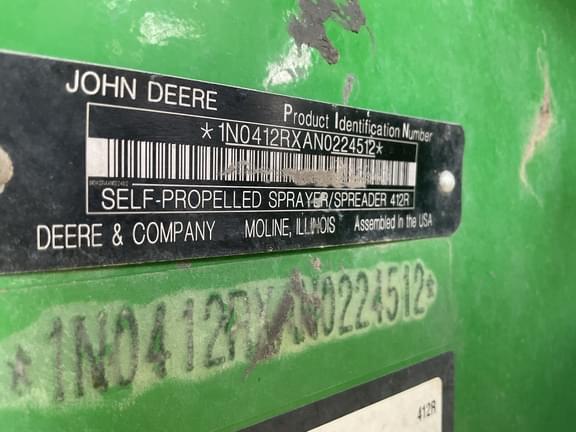 JOHN DEERE
Product Identification Number
*1N0412RXAN0224512*
SELF-PROPELLED SPRAYER/SPREADER 412R
DEERE & COMPANY MOLINE, ILLINOIS Assembled in the USA
*1N0412RXAN0224512*
412R